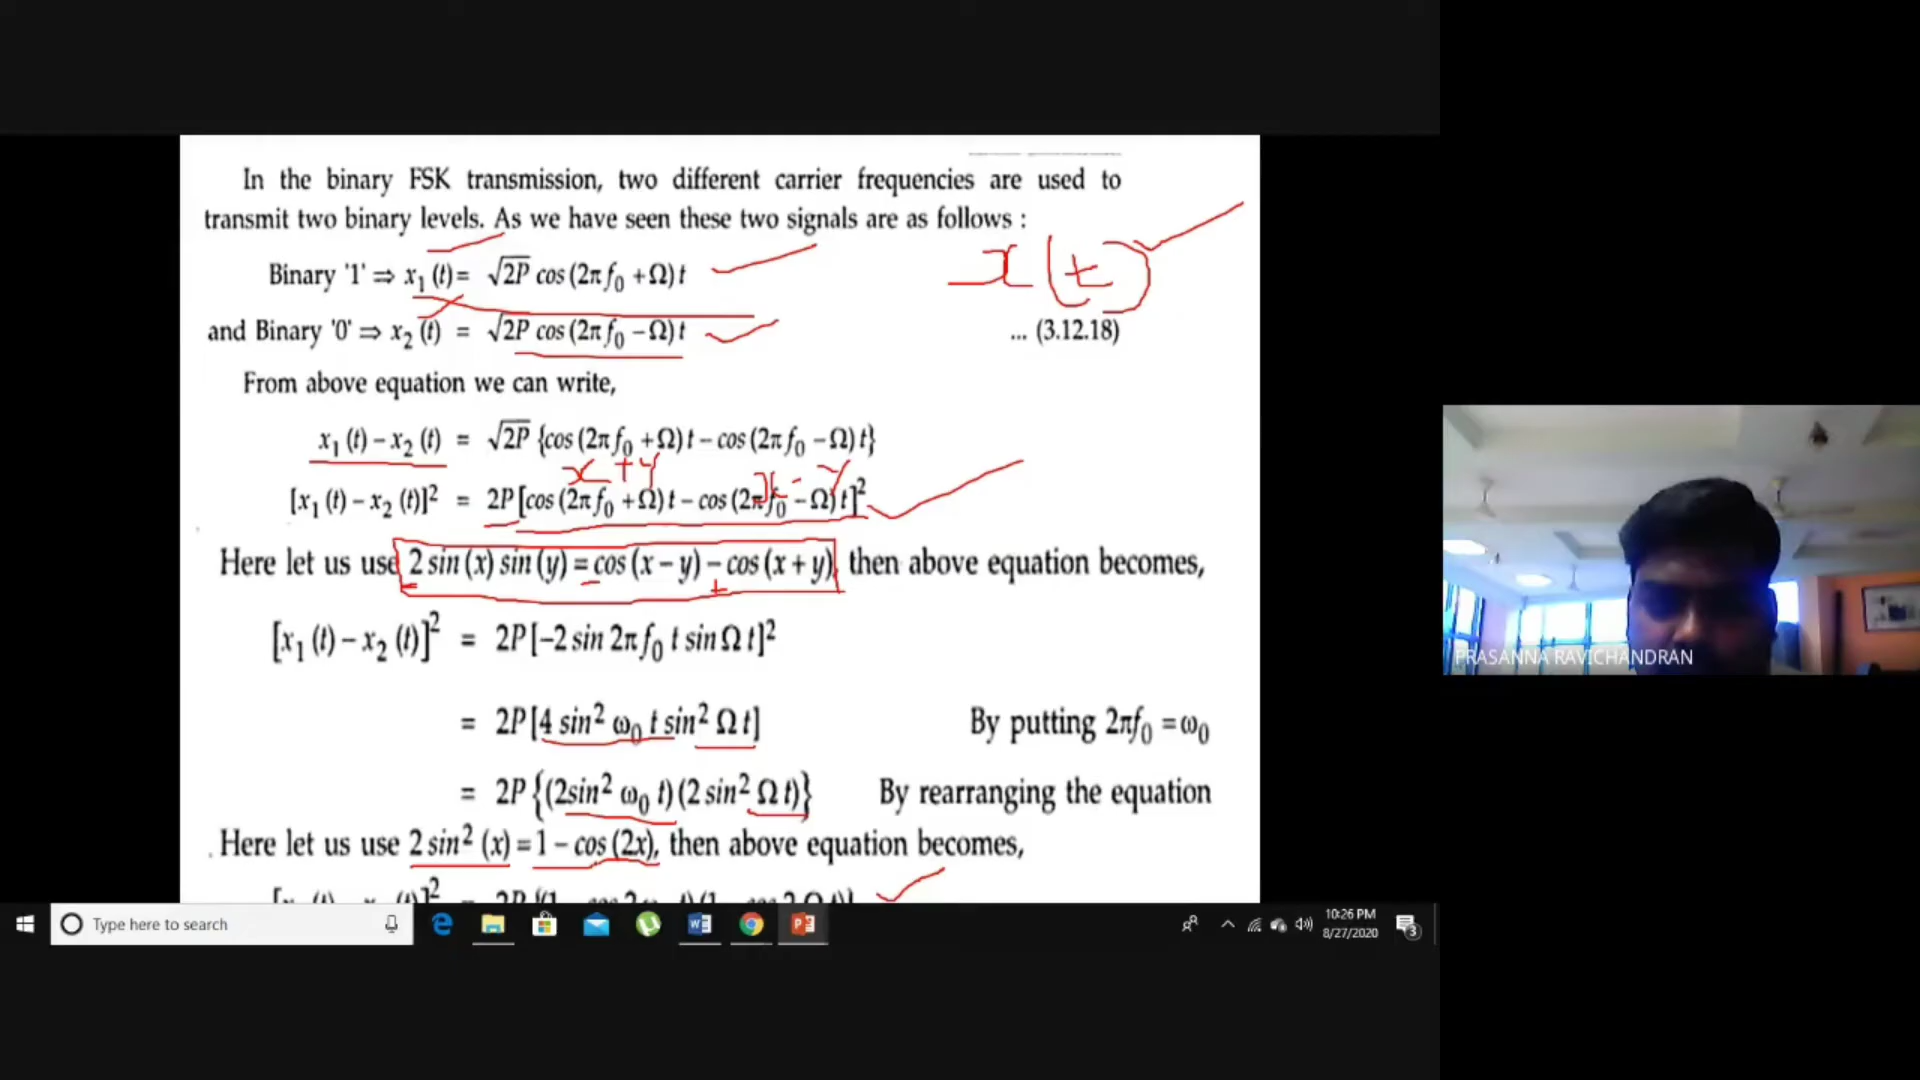 In the binary FSK transmission, two different carrier frequencies are used to
transmit two binary levels. As we have seen these two signals are as follows :
Binary '1' ⇒ x₁ (t) = √2P cos (2π f₀ + Ω) t
x(t)
and Binary '0' ⇒ x₂ (t) = √2P cos (2π f₀ − Ω) t ... (3.12.18)
From above equation we can write,
x₁ (t) − x₂ (t) = √2P {cos (2π f₀ + Ω) t − cos (2π f₀ − Ω) t}
x + y x - y
[x₁ (t) − x₂ (t)]² = 2P [cos (2π f₀ + Ω) t − cos (2π f₀ − Ω) t]²
Here let us use 2 sin (x) sin (y) = cos (x − y) − cos (x + y), then above equation becomes,
[x₁ (t) − x₂ (t)]² = 2P [−2 sin 2π f₀ t sin Ω t]²
= 2P [4 sin² ω₀ t sin² Ω t] By putting 2πf₀ = ω₀
= 2P {(2sin² ω₀ t) (2 sin² Ω t)} By rearranging the equation
Here let us use 2 sin² (x) = 1 − cos (2x), then above equation becomes,
PRASANNA RAVICHANDRAN
Type here to search
10:26 PM
8/27/2020
3